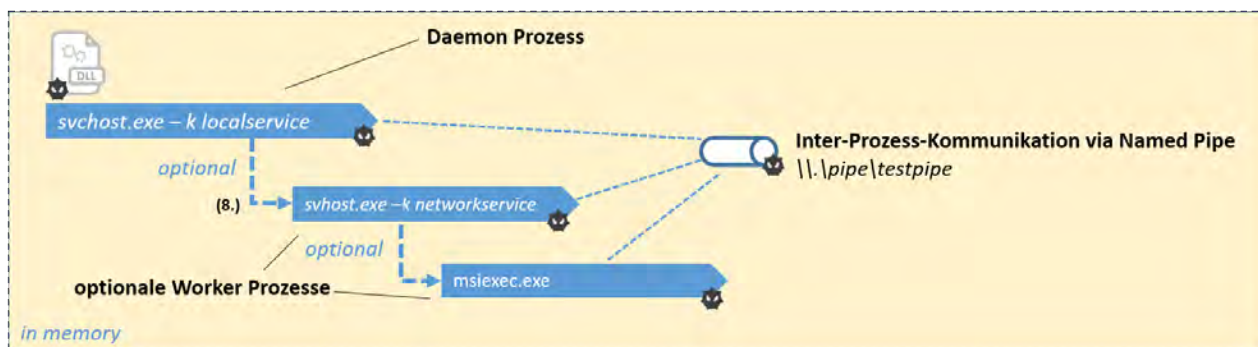 Daemon Prozess
DLL
svchost.exe – k localservice
optional
Inter-Prozess-Kommunikation via Named Pipe
\\.\pipe\testpipe
(8.)
svhost.exe –k networkservice
optional
msiexec.exe
optionale Worker Prozesse
in memory